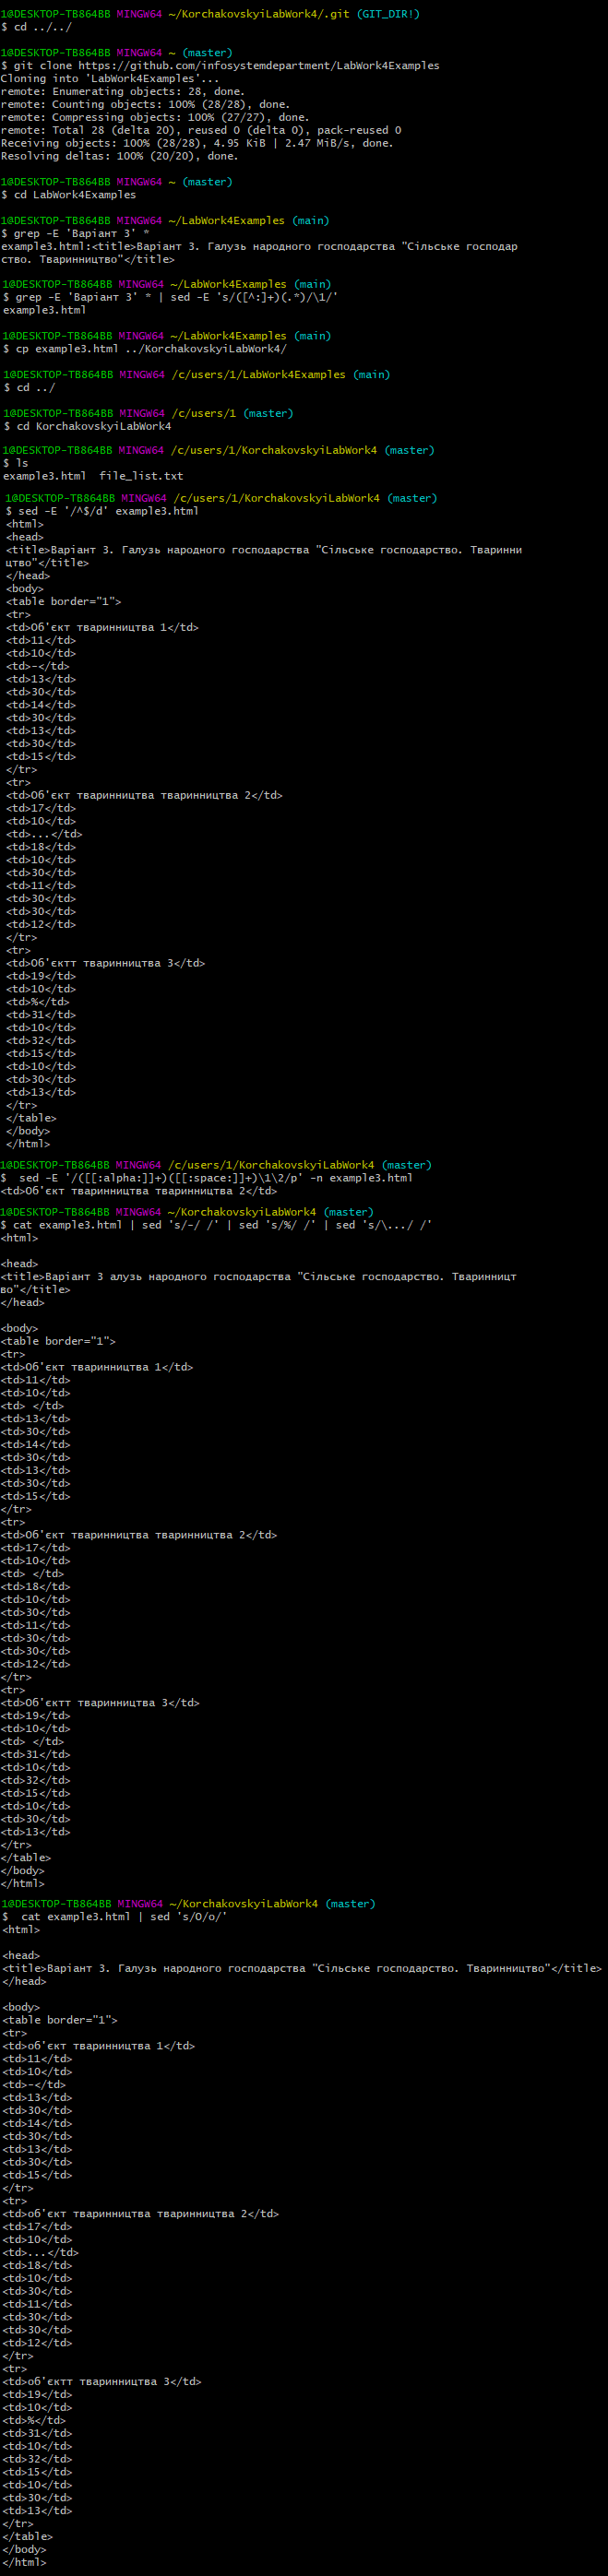 1@DESKTOP-TB864BB MINGW64 ~/KorchakovskyiLabWork4/.git (GIT_DIR!)
$ cd ../../
1@DESKTOP-TB864BB MINGW64 ~ (master)
$ git clone https://github.com/infosystemdepartment/LabWork4Examples
Cloning into 'LabWork4Examples'...
remote: Enumerating objects: 28, done.
remote: Counting objects: 100% (28/28), done.
remote: Compressing objects: 100% (27/27), done.
remote: Total 28 (delta 20), reused 0 (delta 0), pack-reused 0
Receiving objects: 100% (28/28), 4.95 KiB | 2.47 MiB/s, done.
Resolving deltas: 100% (20/20), done.
1@DESKTOP-TB864BB MINGW64 ~ (master)
$ cd LabWork4Examples
1@DESKTOP-TB864BB MINGW64 ~/LabWork4Examples (main)
$ grep -E 'Варіант 3' *
example3.html:<title>Варіант 3. Галузь народного господарства "Сільське господар
ство. Тваринництво"</title>
1@DESKTOP-TB864BB MINGW64 ~/LabWork4Examples (main)
$ grep -E 'Варіант 3' * | sed -E 's/([^:]+)(.*)/\1/'
example3.html
1@DESKTOP-TB864BB MINGW64 ~/LabWork4Examples (main)
$ cp example3.html ../KorchakovskyiLabWork4/
1@DESKTOP-TB864BB MINGW64 /c/users/1/LabWork4Examples (main)
$ cd ../
1@DESKTOP-TB864BB MINGW64 /c/users/1 (master)
$ cd KorchakovskyiLabWork4
1@DESKTOP-TB864BB MINGW64 /c/users/1/KorchakovskyiLabWork4 (master)
$ ls
example3.html  file_list.txt
1@DESKTOP-TB864BB MINGW64 /c/users/1/KorchakovskyiLabWork4 (master)
$ sed -E '/^$/d' example3.html
<html>
<head>
<title>Варіант 3. Галузь народного господарства "Сільське господарство. Тваринни
цтво"</title>
</head>
<body>
<table border="1">
<tr>
<td>Об'єкт тваринництва 1</td>
<td>11</td>
<td>10</td>
<td>-</td>
<td>13</td>
<td>30</td>
<td>14</td>
<td>30</td>
<td>13</td>
<td>30</td>
<td>15</td>
</tr>
<tr>
<td>Об'єкт тваринництва тваринництва 2</td>
<td>17</td>
<td>10</td>
<td>...</td>
<td>18</td>
<td>10</td>
<td>30</td>
<td>11</td>
<td>30</td>
<td>30</td>
<td>12</td>
</tr>
<tr>
<td>Об'єктт тваринництва 3</td>
<td>19</td>
<td>10</td>
<td>%</td>
<td>31</td>
<td>10</td>
<td>32</td>
<td>15</td>
<td>10</td>
<td>30</td>
<td>13</td>
</tr>
</table>
</body>
</html>
1@DESKTOP-TB864BB MINGW64 /c/users/1/KorchakovskyiLabWork4 (master)
$  sed -E '/([[:alpha:]]+)([[:space:]]+)\1\2/p' -n example3.html
<td>Об'єкт тваринництва тваринництва 2</td>
1@DESKTOP-TB864BB MINGW64 ~/KorchakovskyiLabWork4 (master)
$ cat example3.html | sed 's/-/ /' | sed 's/%/ /' | sed 's/\.../ /'
<html>
<head>
<title>Варіант 3 алузь народного господарства "Сільське господарство. Тваринницт
во"</title>
</head>
<body>
<table border="1">
<tr>
<td>Об'єкт тваринництва 1</td>
<td>11</td>
<td>10</td>
<td> </td>
<td>13</td>
<td>30</td>
<td>14</td>
<td>30</td>
<td>13</td>
<td>30</td>
<td>15</td>
</tr>
<tr>
<td>Об'єкт тваринництва тваринництва 2</td>
<td>17</td>
<td>10</td>
<td> </td>
<td>18</td>
<td>10</td>
<td>30</td>
<td>11</td>
<td>30</td>
<td>30</td>
<td>12</td>
</tr>
<tr>
<td>Об'єктт тваринництва 3</td>
<td>19</td>
<td>10</td>
<td> </td>
<td>31</td>
<td>10</td>
<td>32</td>
<td>15</td>
<td>10</td>
<td>30</td>
<td>13</td>
</tr>
</table>
</body>
</html>
1@DESKTOP-TB864BB MINGW64 ~/KorchakovskyiLabWork4 (master)
$  cat example3.html | sed 's/О/о/'
<html>
<head>
<title>Варіант 3. Галузь народного господарства "Сільське господарство. Тваринництво"</title>
</head>
<body>
<table border="1">
<tr>
<td>об'єкт тваринництва 1</td>
<td>11</td>
<td>10</td>
<td>-</td>
<td>13</td>
<td>30</td>
<td>14</td>
<td>30</td>
<td>13</td>
<td>30</td>
<td>15</td>
</tr>
<tr>
<td>об'єкт тваринництва тваринництва 2</td>
<td>17</td>
<td>10</td>
<td>...</td>
<td>18</td>
<td>10</td>
<td>30</td>
<td>11</td>
<td>30</td>
<td>30</td>
<td>12</td>
</tr>
<tr>
<td>об'єктт тваринництва 3</td>
<td>19</td>
<td>10</td>
<td>%</td>
<td>31</td>
<td>10</td>
<td>32</td>
<td>15</td>
<td>10</td>
<td>30</td>
<td>13</td>
</tr>
</table>
</body>
</html>